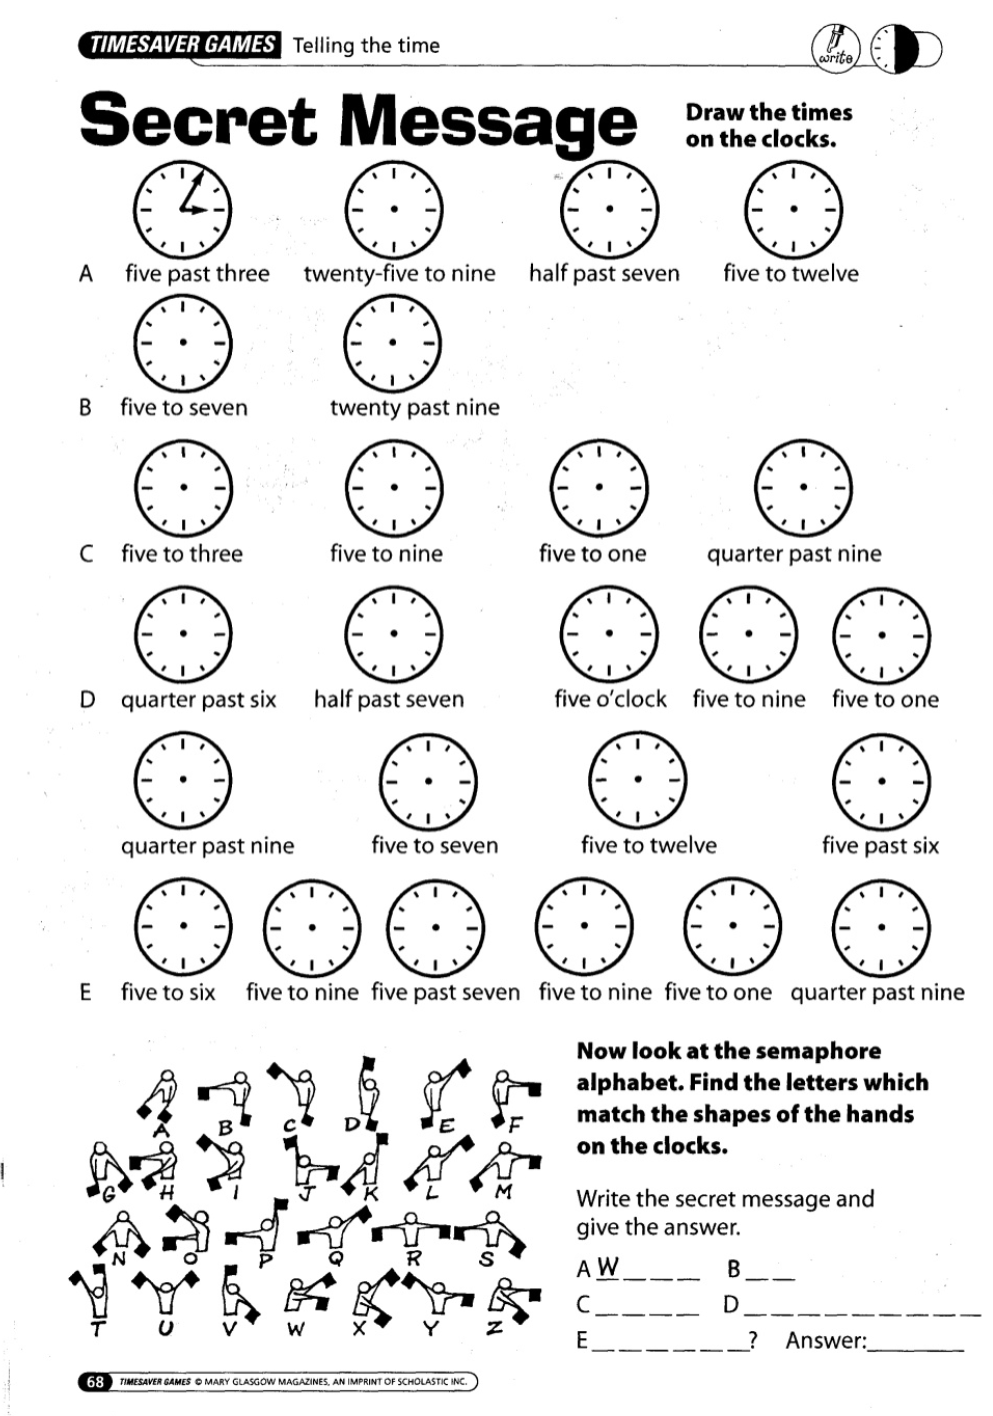 TIMESAVER GAMES Telling the time
write
Secret Message
Draw the times
on the clocks.
A five past three twenty-five to nine half past seven five to twelve
B five to seven twenty past nine
C five to three five to nine five to one quarter past nine
D quarter past six half past seven five o'clock five to nine five to one
quarter past nine five to seven five to twelve five past six
E five to six five to nine five past seven five to nine five to one quarter past nine
A B C D E F
G H I J K L M
N O P Q R S
T U V W X Y Z
Now look at the semaphore
alphabet. Find the letters which
match the shapes of the hands
on the clocks.
Write the secret message and
give the answer.
A W _ _ _ B _ _
C _ _ _ _ D _ _ _ _ _ _ _ _ _
E _ _ _ _ _ _ ? Answer: ______
68 TIMESAVER GAMES © MARY GLASGOW MAGAZINES, AN IMPRINT OF SCHOLASTIC INC.